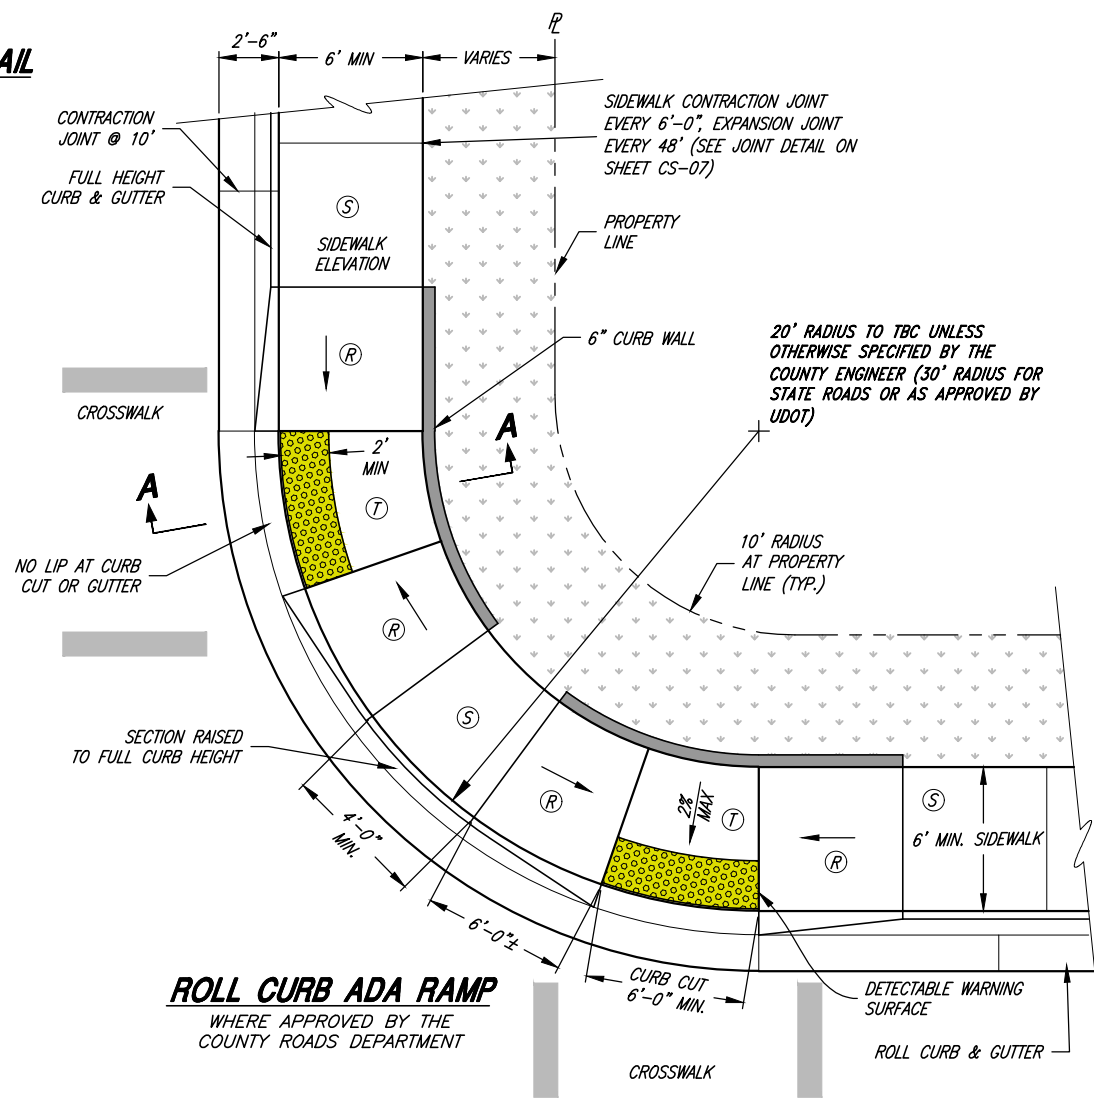 AIL
2'-6"
6' MIN
VARIES
PL
CONTRACTION
JOINT @ 10'
FULL HEIGHT
CURB & GUTTER
SIDEWALK CONTRACTION JOINT
EVERY 6'-0", EXPANSION JOINT
EVERY 48' (SEE JOINT DETAIL ON
SHEET CS-07)
S
SIDEWALK
ELEVATION
PROPERTY
LINE
R
6" CURB WALL
20' RADIUS TO TBC UNLESS
OTHERWISE SPECIFIED BY THE
COUNTY ENGINEER (30' RADIUS FOR
STATE ROADS OR AS APPROVED BY
UDOT)
CROSSWALK
A
A
2'
MIN
T
NO LIP AT CURB
CUT OR GUTTER
10' RADIUS
AT PROPERTY
LINE (TYP.)
R
S
SECTION RAISED
TO FULL CURB HEIGHT
R
2%
MAX
T
S
6' MIN. SIDEWALK
R
4'-0"
MIN.
6'-0"±
CURB CUT
6'-0" MIN.
DETECTABLE WARNING
SURFACE
ROLL CURB & GUTTER
ROLL CURB ADA RAMP
WHERE APPROVED BY THE
COUNTY ROADS DEPARTMENT
CROSSWALK